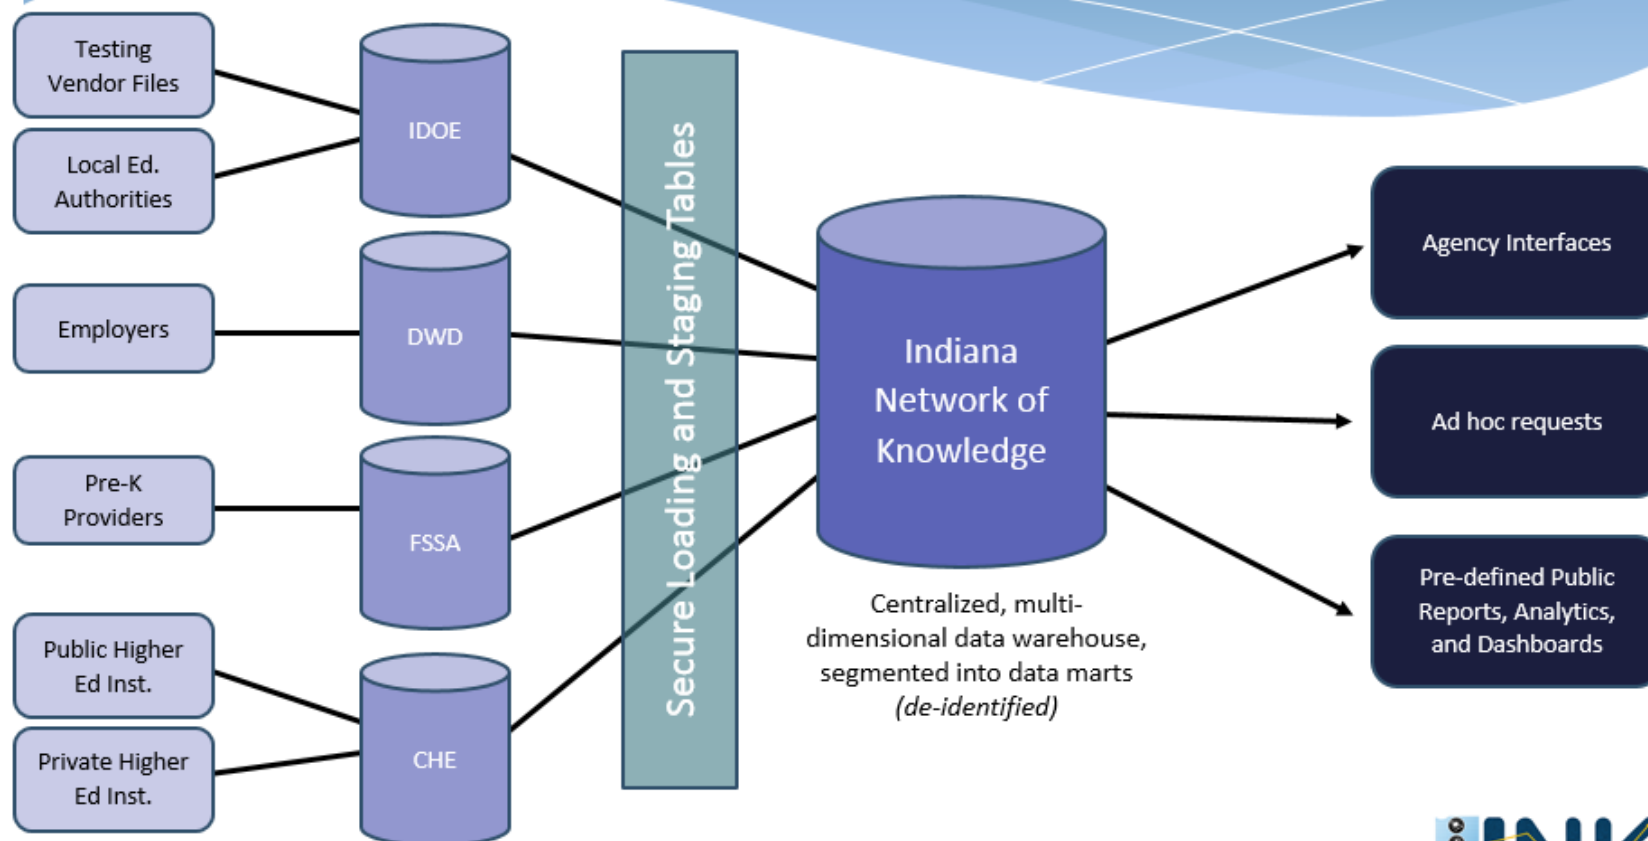 Testing
Vendor Files
Local Ed.
Authorities
Employers
Pre-K
Providers
Public Higher
Ed Inst.
Private Higher
Ed Inst.
IDOE
DWD
FSSA
CHE
Secure Loading and Staging Tables
Indiana
Network of
Knowledge
Centralized, multi-
dimensional data warehouse,
segmented into data marts
(de-identified)
Agency Interfaces
Ad hoc requests
Pre-defined Public
Reports, Analytics,
and Dashboards